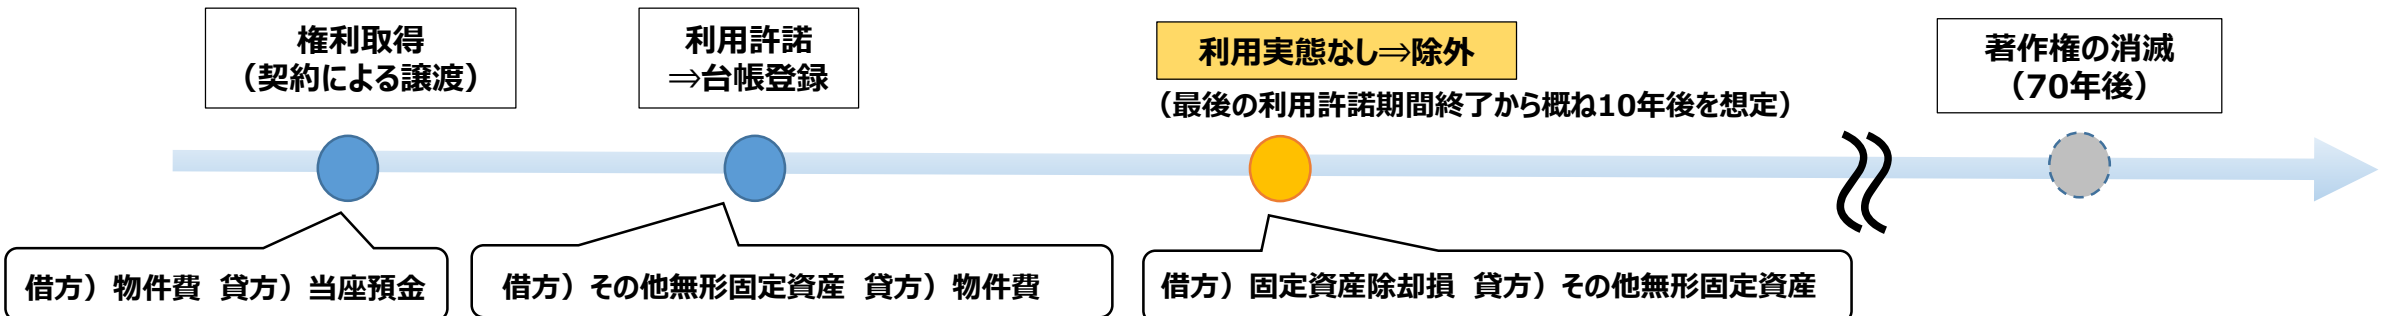 権利取得
（契約による譲渡）
利用許諾
⇒台帳登録
利用実態なし⇒除外
（最後の利用許諾期間終了から概ね10年後を想定）
著作権の消滅
（70年後）
借方）物件費 貸方）当座預金
借方）その他無形固定資産 貸方）物件費
借方）固定資産除却損 貸方）その他無形固定資産